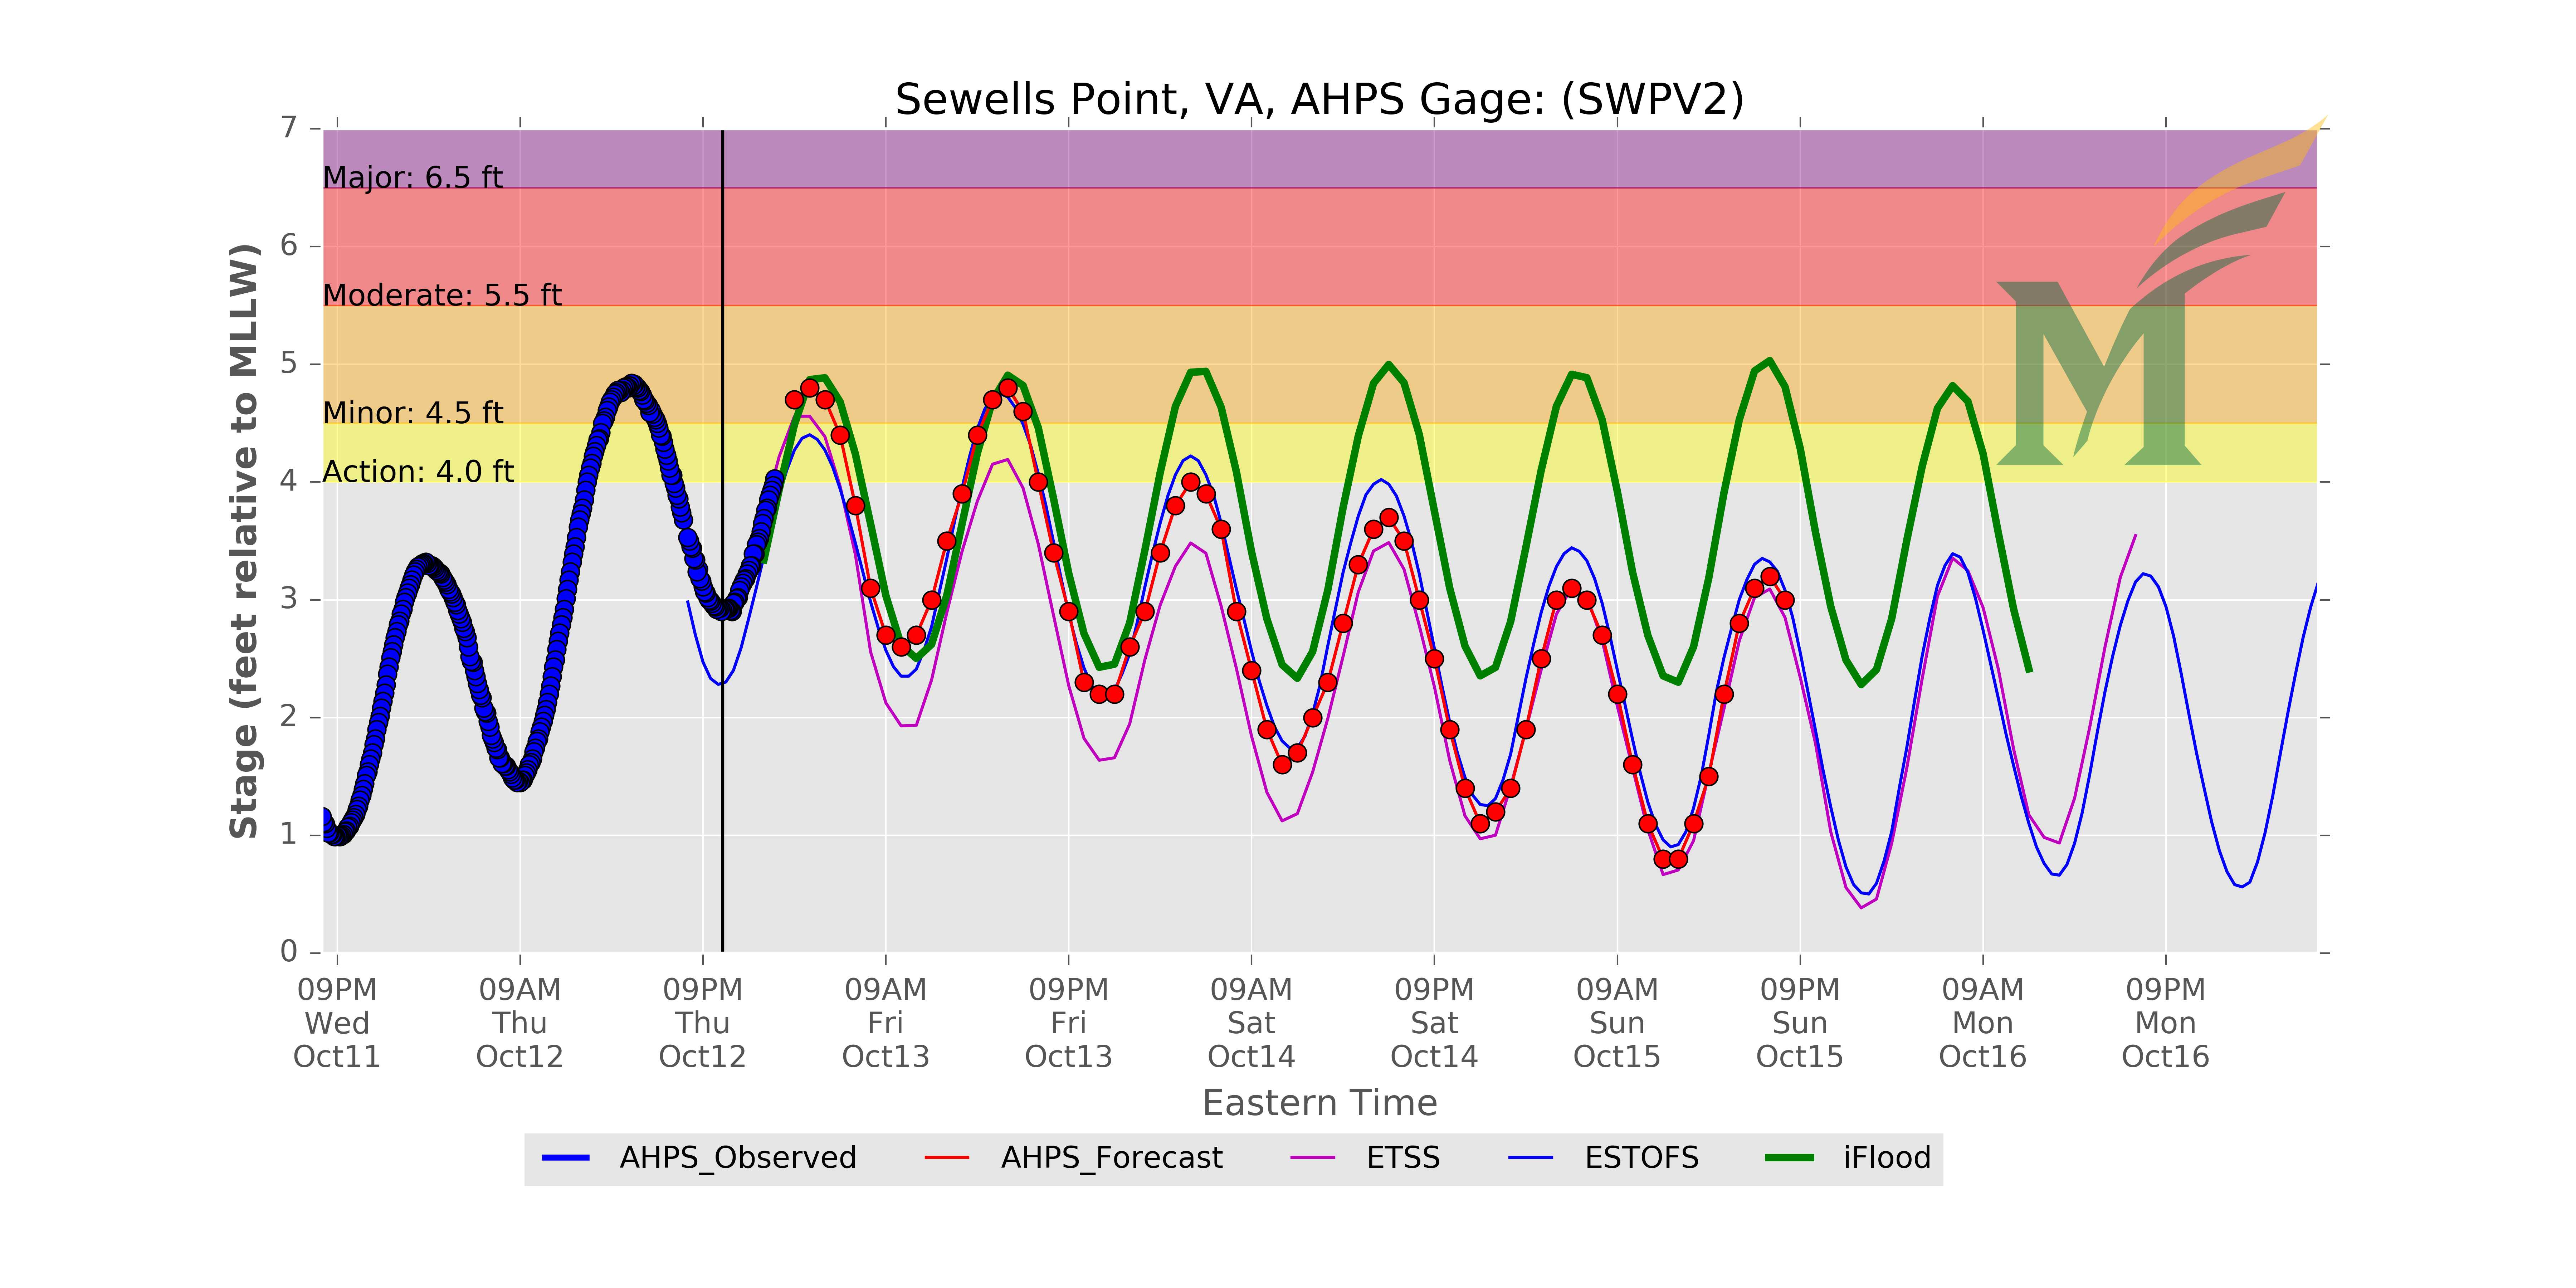 Sewells Point, VA, AHPS Gage: (SWPV2)
7
6
5
4
3
2
1
0
Stage (feet relative to MLLW)
Major: 6.5 ft
Moderate: 5.5 ft
Minor: 4.5 ft
Action: 4.0 ft
M
09PM 09AM 09PM 09AM 09PM 09AM 09PM 09AM 09PM 09AM 09PM
Wed Thu Thu Fri Fri Sat Sat Sun Sun Mon Mon
Oct11 Oct12 Oct12 Oct13 Oct13 Oct14 Oct14 Oct15 Oct15 Oct16 Oct16
Eastern Time
AHPS_Observed AHPS_Forecast ETSS ESTOFS iFlood